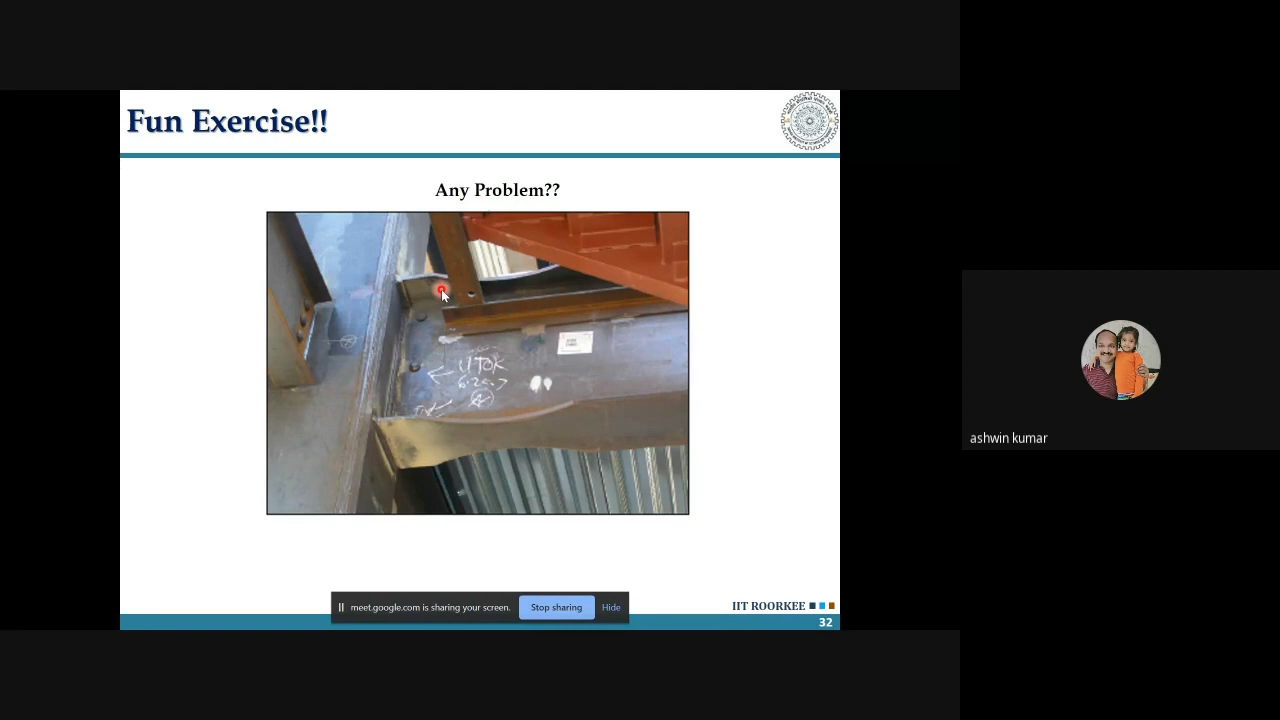 Fun Exercise!!
Any Problem??
meet.google.com is sharing your screen.
Stop sharing
Hide
IIT ROORKEE
32
ashwin kumar